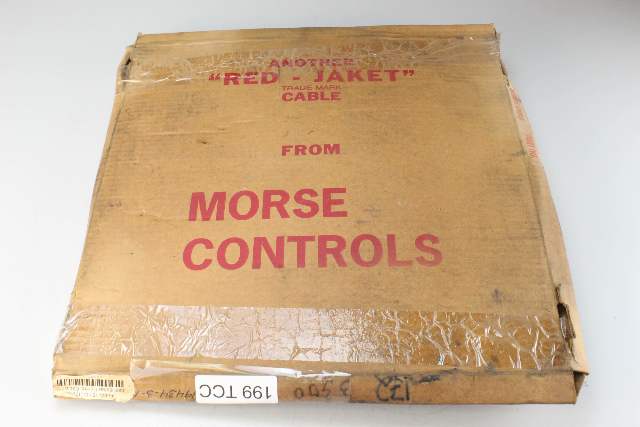 ANOTHER
"RED - JAKET"
TRADE MARK
CABLE
FROM
MORSE
CONTROLS
199 TCC